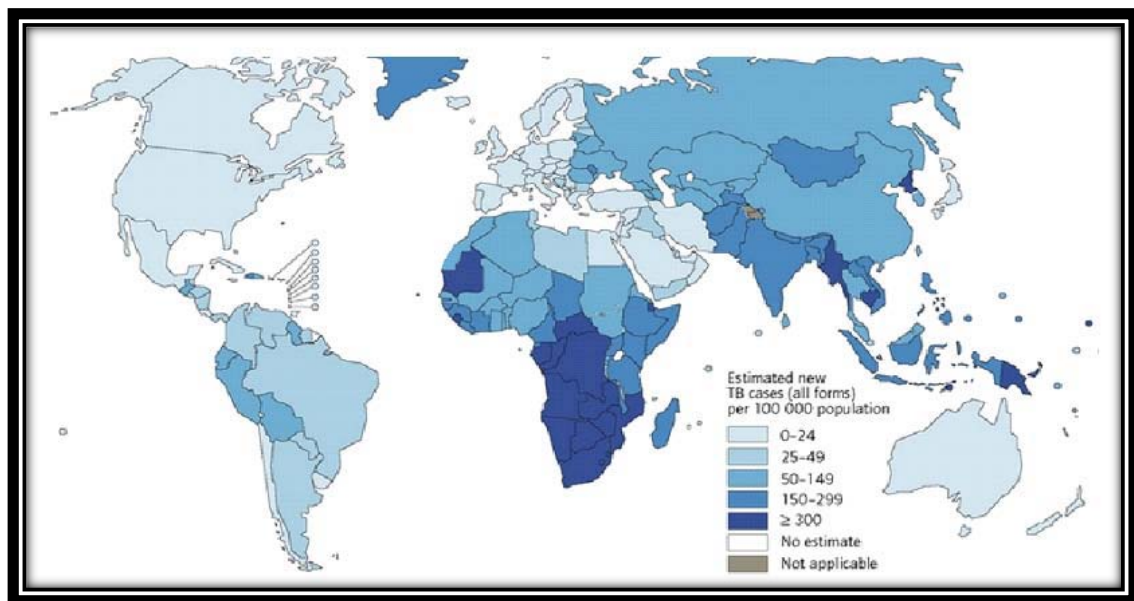 Estimated new
TB cases (all forms)
per 100 000 population
0–24
25–49
50–149
150–299
≥ 300
No estimate
Not applicable